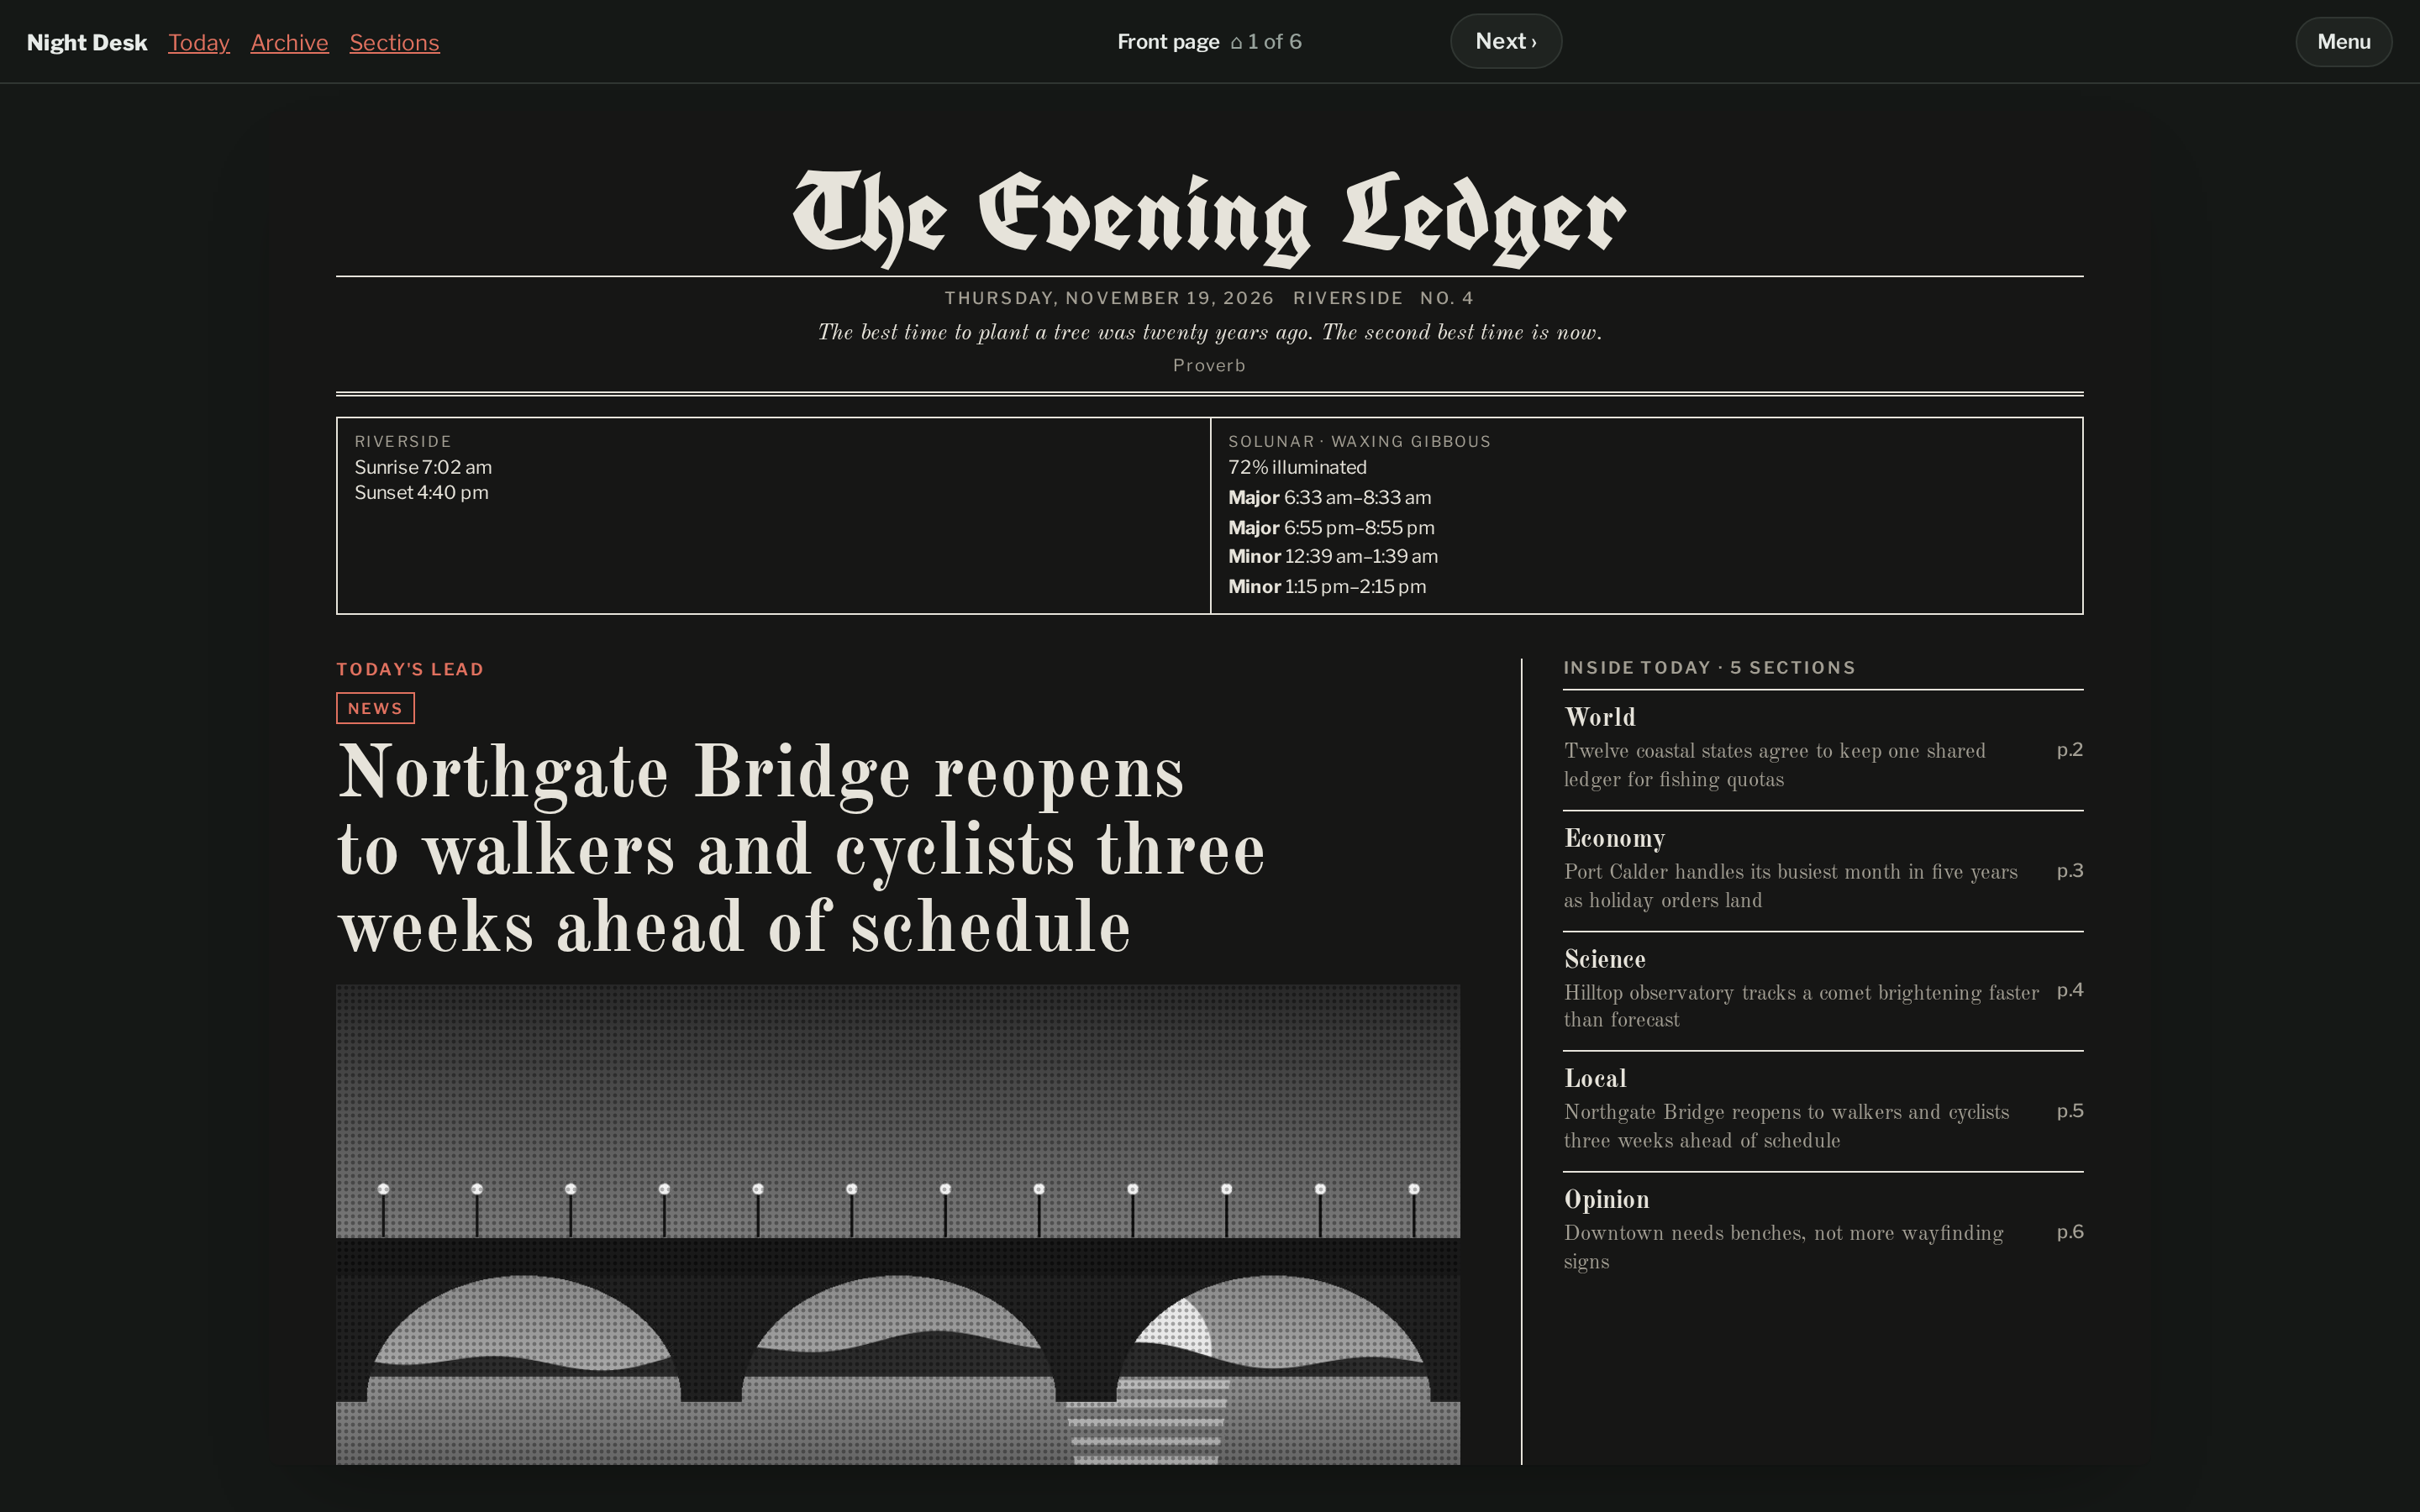 Night Desk Today Archive Sections
Front page ⌂ 1 of 6
Next ›
Menu
The Evening Ledger
THURSDAY, NOVEMBER 19, 2026 RIVERSIDE NO. 4
The best time to plant a tree was twenty years ago. The second best time is now.
Proverb
RIVERSIDE
Sunrise 7:02 am
Sunset 4:40 pm
SOLUNAR · WAXING GIBBOUS
72% illuminated
Major 6:33 am–8:33 am
Major 6:55 pm–8:55 pm
Minor 12:39 am–1:39 am
Minor 1:15 pm–2:15 pm
TODAY'S LEAD
NEWS
Northgate Bridge reopens
to walkers and cyclists three
weeks ahead of schedule
INSIDE TODAY · 5 SECTIONS
World
Twelve coastal states agree to keep one shared p.2
ledger for fishing quotas
Economy
Port Calder handles its busiest month in five years p.3
as holiday orders land
Science
Hilltop observatory tracks a comet brightening faster p.4
than forecast
Local
Northgate Bridge reopens to walkers and cyclists p.5
three weeks ahead of schedule
Opinion
Downtown needs benches, not more wayfinding p.6
signs